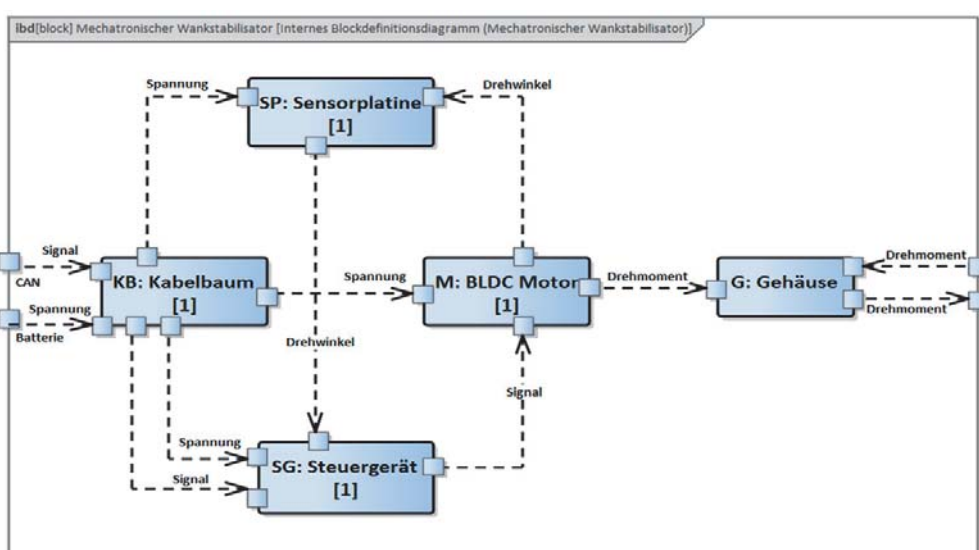 ibd[block] Mechatronischer Wankstabilisator [Internes Blockdefinitionsdiagramm (Mechatronischer Wankstabilisator)]
Spannung
Drehwinkel
SP: Sensorplatine
[1]
Signal
CAN
Spannung
Batterie
KB: Kabelbaum
[1]
Spannung
M: BLDC Motor
[1]
Drehmoment
G: Gehäuse
Drehmoment
Drehmoment
Drehwinkel
Signal
Spannung
Signal
SG: Steuergerät
[1]